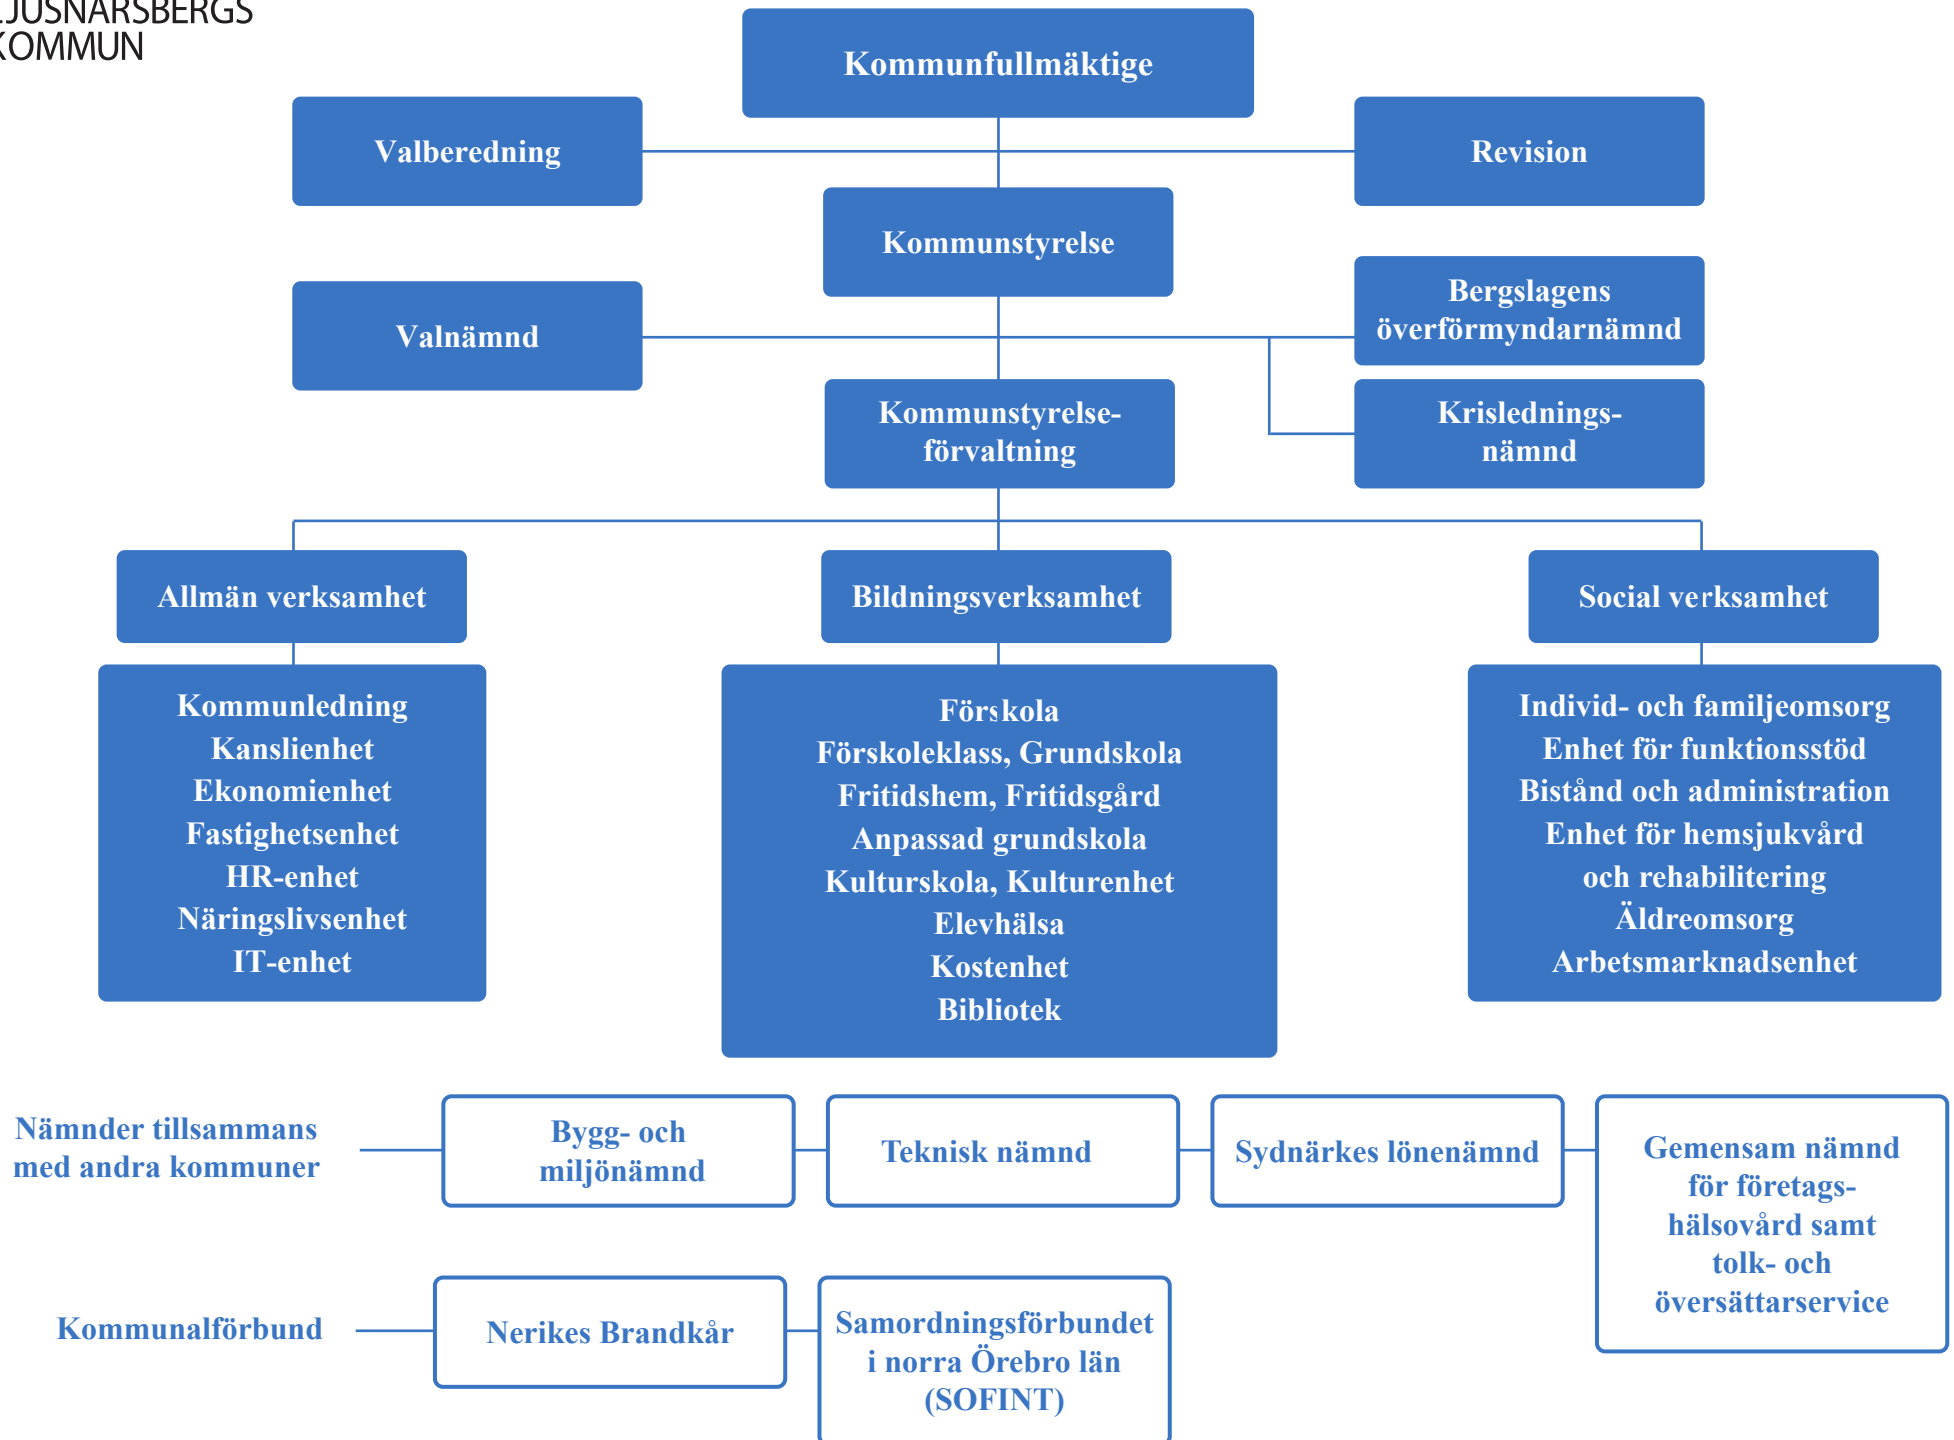 LJUSNARSBERGS
KOMMUN
Kommunfullmäktige
Valberedning
Revision
Kommunstyrelse
Valnämnd
Bergslagens
överförmyndarnämnd
Kommunstyrelse-
förvaltning
Krislednings-
nämnd
Allmän verksamhet
Bildningsverksamhet
Social verksamhet
Kommunledning
Kanslienhet
Ekonomienhet
Fastighetsenhet
HR-enhet
Näringslivsenhet
IT-enhet
Förskola
Förskoleklass, Grundskola
Fritidshem, Fritidsgård
Anpassad grundskola
Kulturskola, Kulturenhet
Elevhälsa
Kostenhet
Bibliotek
Individ- och familjeomsorg
Enhet för funktionsstöd
Bistånd och administration
Enhet för hemsjukvård
och rehabilitering
Äldreomsorg
Arbetsmarknadsenhet
Nämnder tillsammans
med andra kommuner
Bygg- och
miljönämnd
Teknisk nämnd
Sydnärkes lönenämnd
Gemensam nämnd
för företags-
hälsovård samt
tolk- och
översättarservice
Kommunalförbund
Nerikes Brandkår
Samordningsförbundet
i norra Örebro län
(SOFINT)